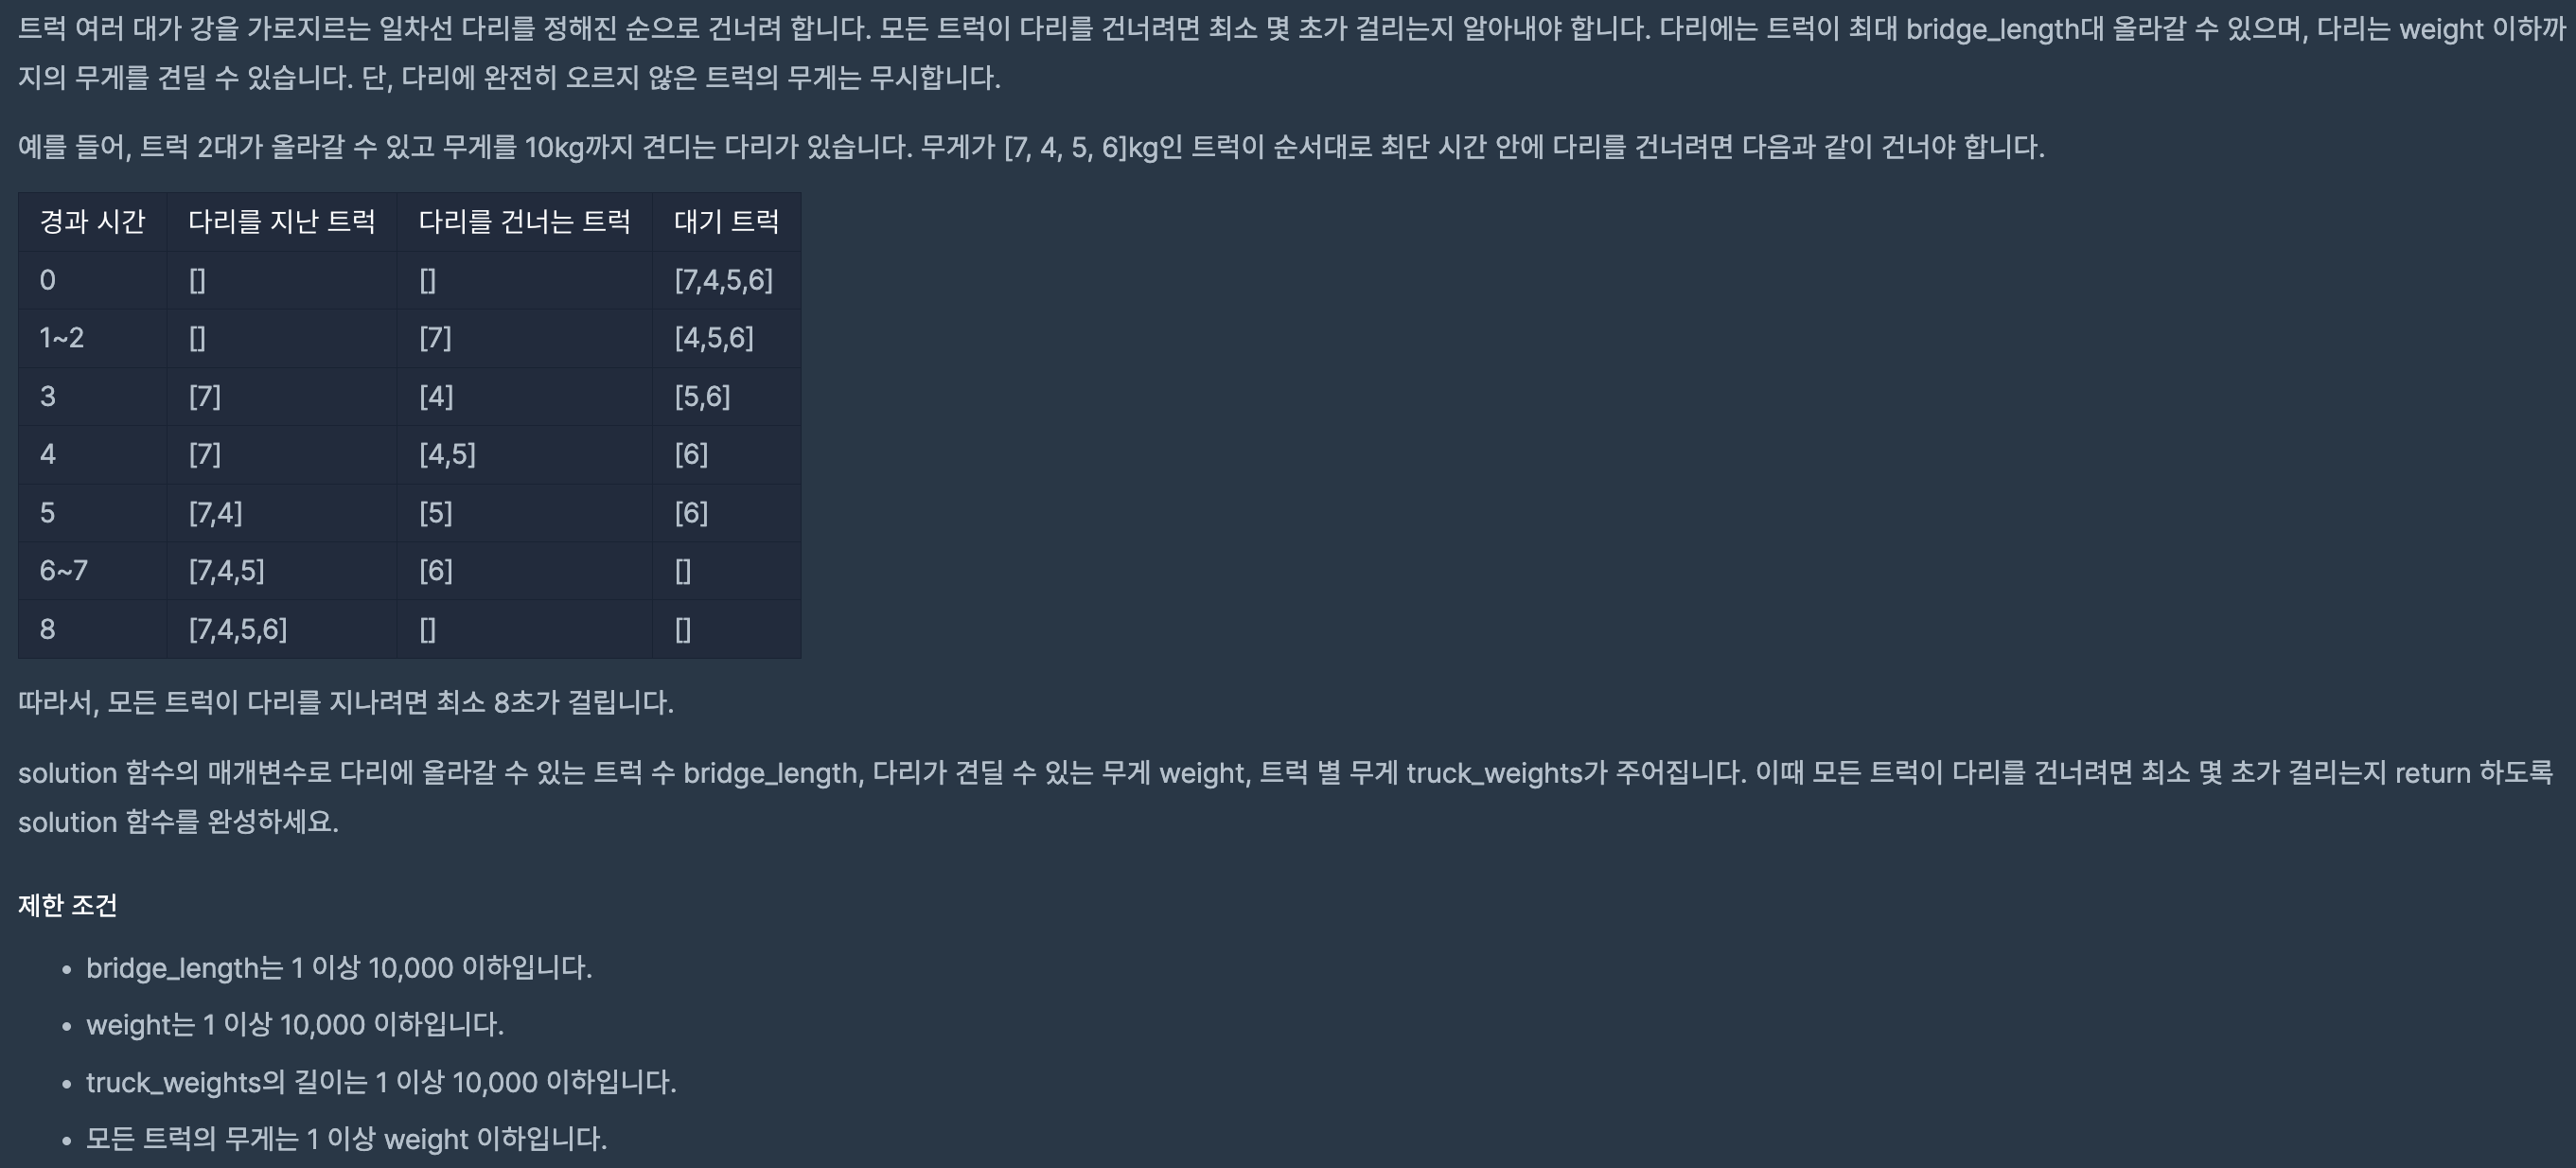 트럭 여러 대가 강을 가로지르는 일차선 다리를 정해진 순으로 건너려 합니다. 모든 트럭이 다리를 건너려면 최소 몇 초가 걸리는지 알아내야 합니다. 다리에는 트럭이 최대 bridge_length대 올라갈 수 있으며, 다리는 weight 이하까
지의 무게를 견딜 수 있습니다. 단, 다리에 완전히 오르지 않은 트럭의 무게는 무시합니다.
예를 들어, 트럭 2대가 올라갈 수 있고 무게를 10kg까지 견디는 다리가 있습니다. 무게가 [7, 4, 5, 6]kg인 트럭이 순서대로 최단 시간 안에 다리를 건너려면 다음과 같이 건너야 합니다.
경과 시간 다리를 지난 트럭 다리를 건너는 트럭 대기 트럭
0 [] [] [7,4,5,6]
1~2 [] [7] [4,5,6]
3 [7] [4] [5,6]
4 [7] [4,5] [6]
5 [7,4] [5] [6]
6~7 [7,4,5] [6] []
8 [7,4,5,6] [] []
따라서, 모든 트럭이 다리를 지나려면 최소 8초가 걸립니다.
solution 함수의 매개변수로 다리에 올라갈 수 있는 트럭 수 bridge_length, 다리가 견딜 수 있는 무게 weight, 트럭 별 무게 truck_weights가 주어집니다. 이때 모든 트럭이 다리를 건너려면 최소 몇 초가 걸리는지 return 하도록
solution 함수를 완성하세요.
제한 조건
• bridge_length는 1 이상 10,000 이하입니다.
• weight는 1 이상 10,000 이하입니다.
• truck_weights의 길이는 1 이상 10,000 이하입니다.
• 모든 트럭의 무게는 1 이상 weight 이하입니다.